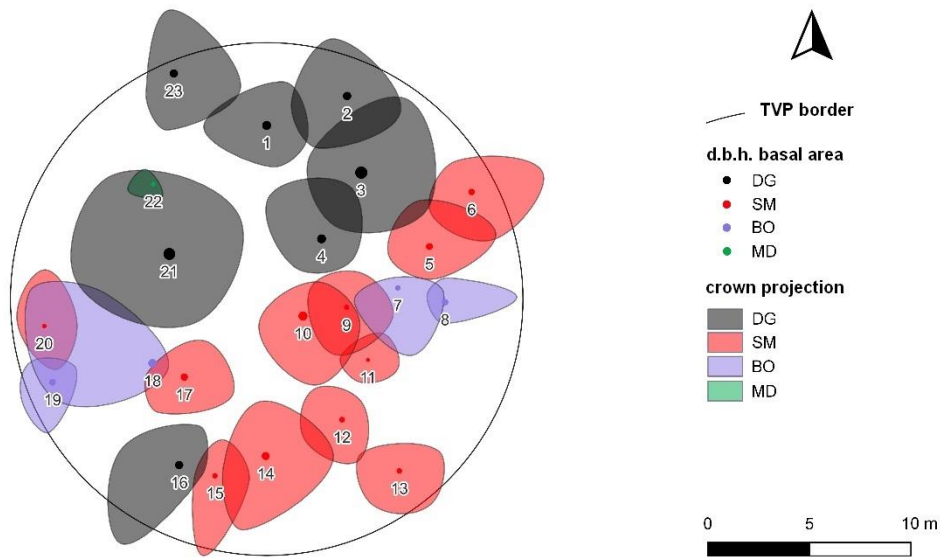 23
2
1
3
6
22
4
5
21
7
8
10
9
20
11
18
17
19
12
14
16
15
13
TVP border
d.b.h. basal area
DG
SM
BO
MD
crown projection
DG
SM
BO
MD
0 5 10 m